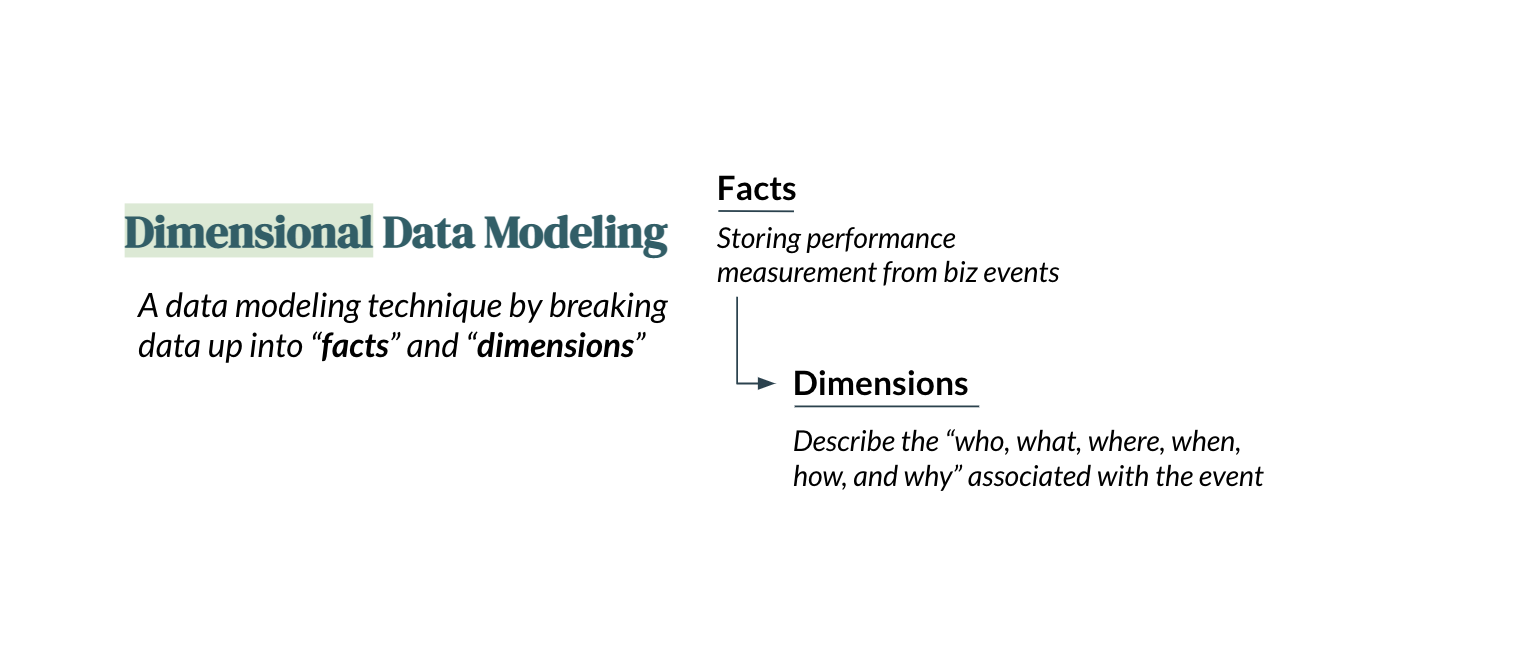 Dimensional Data Modeling
A data modeling technique by breaking
data up into “facts” and “dimensions”
Facts
Storing performance
measurement from biz events
Dimensions
Describe the “who, what, where, when,
how, and why” associated with the event